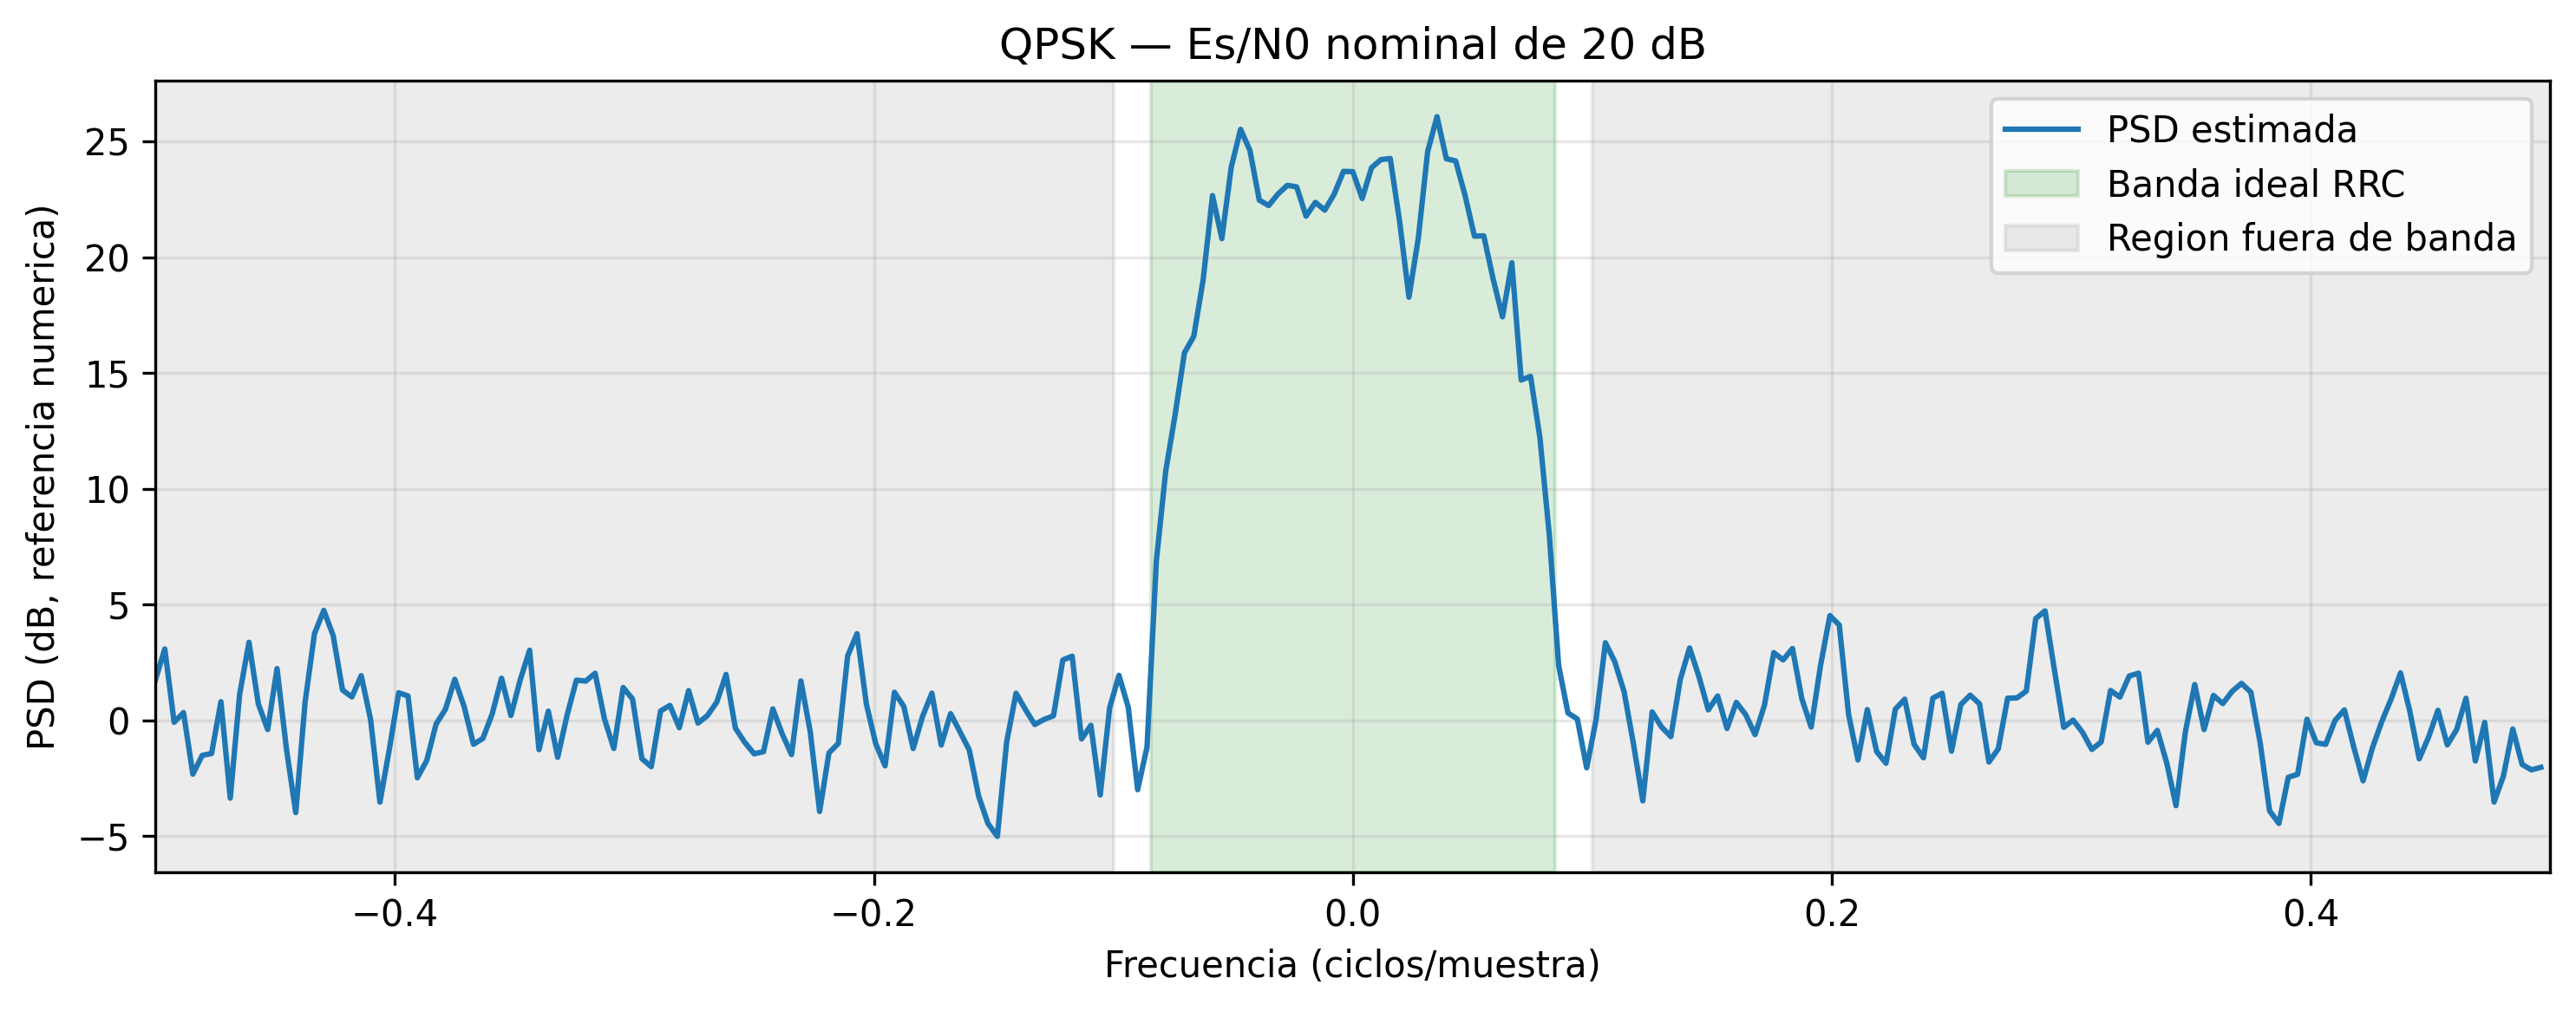 QPSK — Es/N0 nominal de 20 dB
PSD estimada
Banda ideal RRC
Region fuera de banda
PSD (dB, referencia numerica)
25
20
15
10
5
0
−5
−0.4
−0.2
0.0
0.2
0.4
Frecuencia (ciclos/muestra)